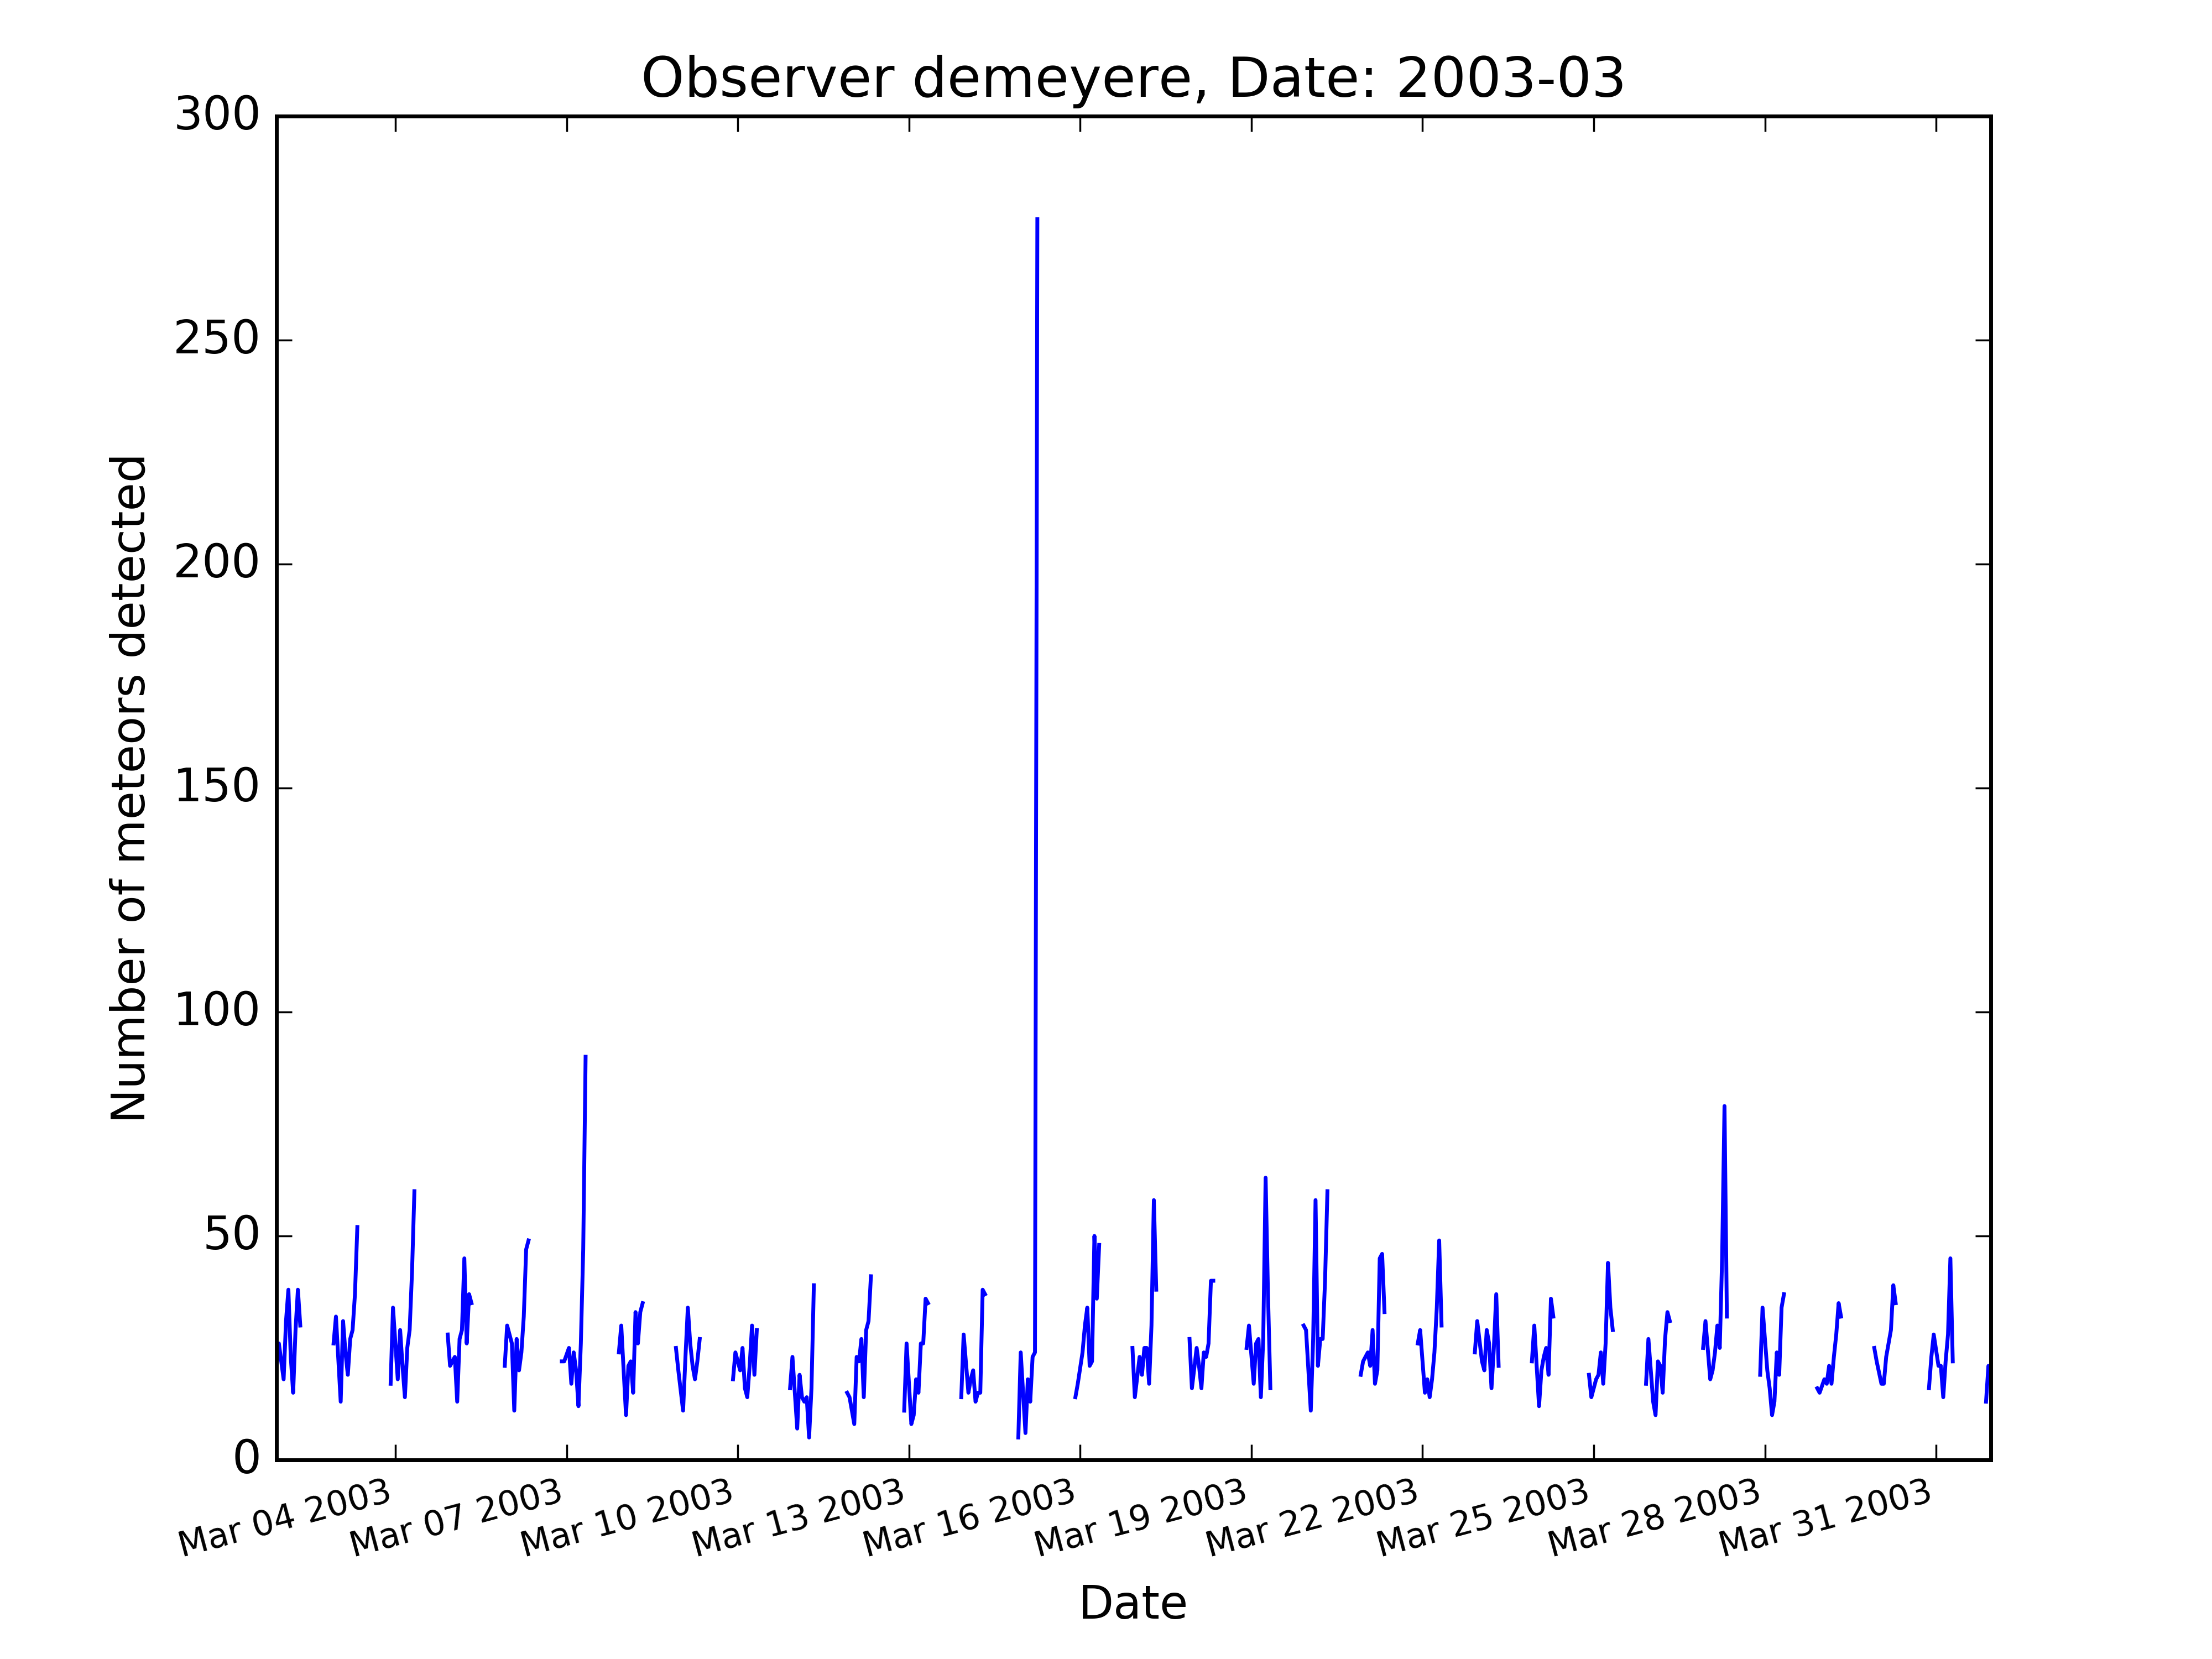 Observer demeyere, Date: 2003-03
300
250
200
150
100
50
0
Number of meteors detected
Mar 04 2003
Mar 07 2003
Mar 10 2003
Mar 13 2003
Mar 16 2003
Mar 19 2003
Mar 22 2003
Mar 25 2003
Mar 28 2003
Mar 31 2003
Date